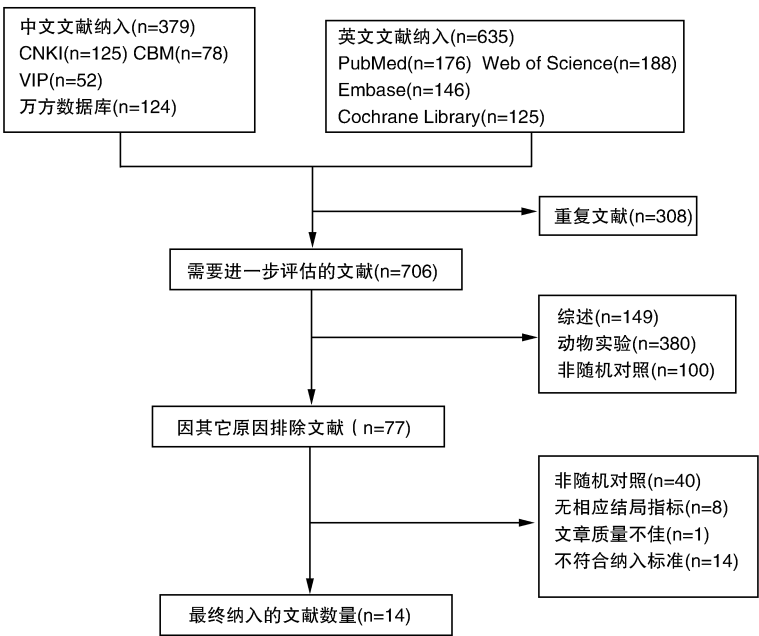 中文文献纳入(n=379)
CNKI(n=125) CBM(n=78)
VIP(n=52)
万方数据库(n=124)
英文文献纳入(n=635)
PubMed(n=176) Web of Science(n=188)
Embase(n=146)
Cochrane Library(n=125)
重复文献(n=308)
需要进一步评估的文献(n=706)
综述(n=149)
动物实验(n=380)
非随机对照(n=100)
因其它原因排除文献（n=77)
非随机对照(n=40)
无相应结局指标(n=8)
文章质量不佳(n=1)
不符合纳入标准(n=14)
最终纳入的文献数量(n=14)